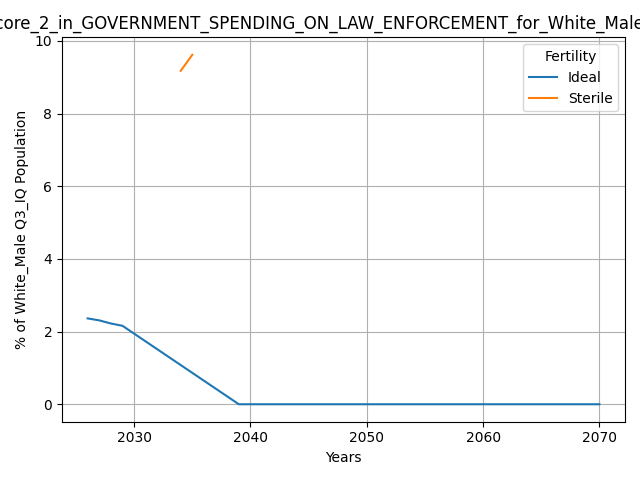 core_2_in_GOVERNMENT_SPENDING_ON_LAW_ENFORCEMENT_for_White_Male
10
8
6
4
2
0
% of White_Male Q3_IQ Population
Fertility
Ideal
Sterile
2030 2040 2050 2060 2070
Years